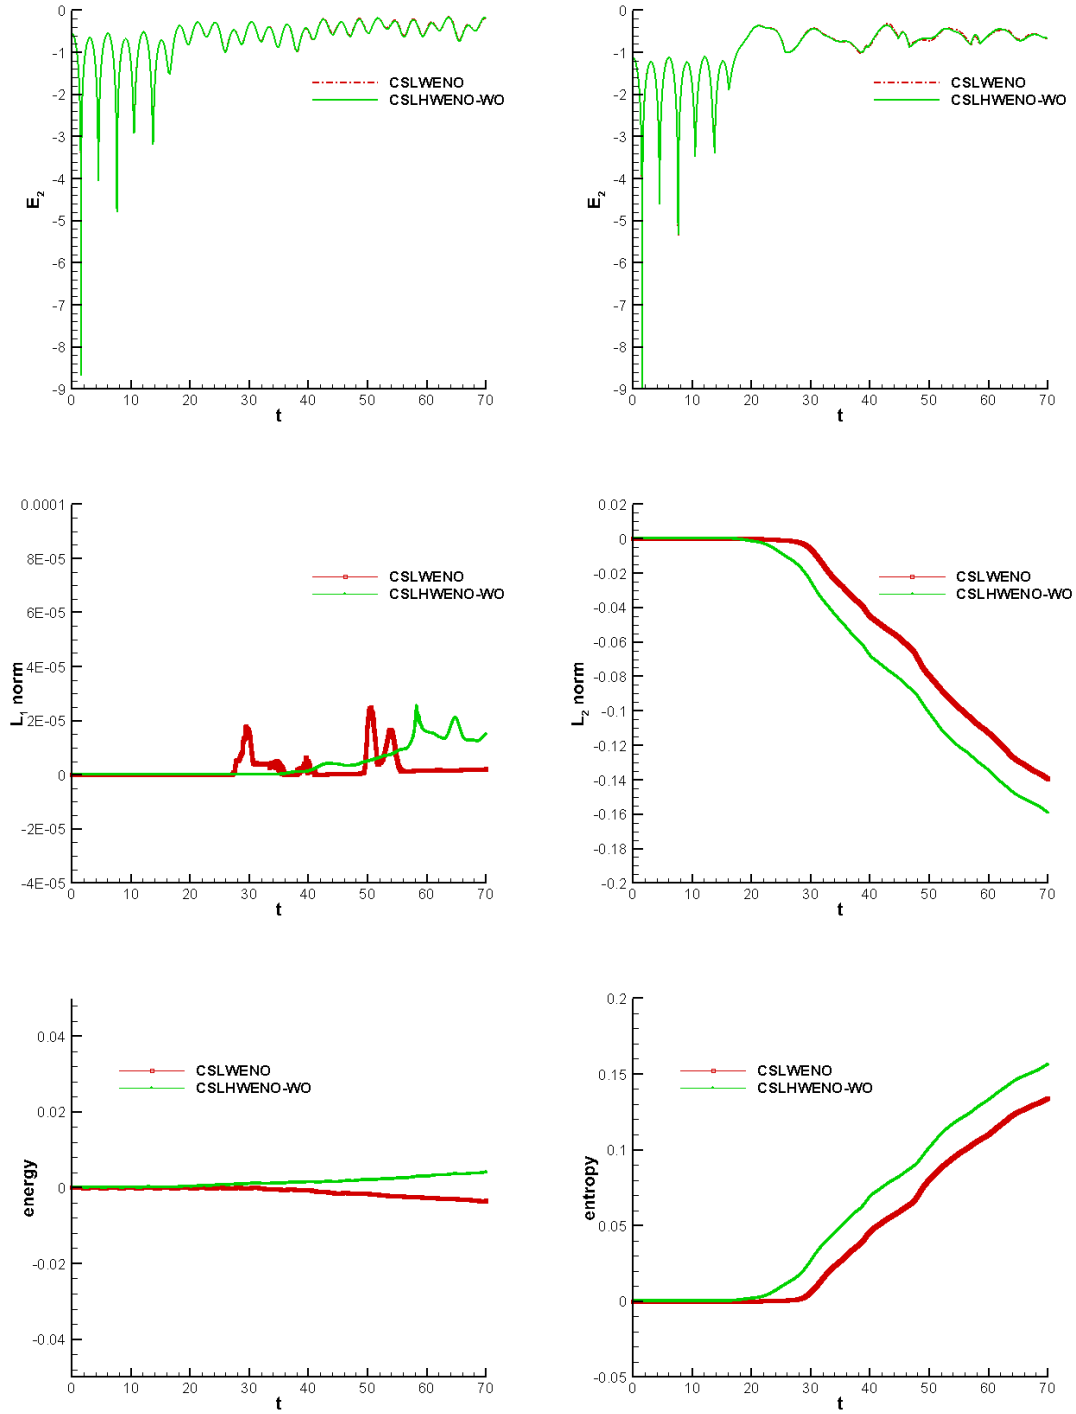 0
-1
-2
-3
-4
-5
-6
-7
-8
-9
E2
CSLWENO
CSLHWENO-WO
0 10 20 30 40 50 60 70
t
0
-1
-2
-3
-4
-5
-6
-7
-8
-9
E2
CSLWENO
CSLHWENO-WO
0 10 20 30 40 50 60 70
t
0.0001
8E-05
6E-05
4E-05
2E-05
0
-2E-05
-4E-05
L1 norm
CSLWENO
CSLHWENO-WO
0 10 20 30 40 50 60 70
t
0.02
0
-0.02
-0.04
-0.06
-0.08
-0.1
-0.12
-0.14
-0.16
-0.18
-0.2
L2 norm
CSLWENO
CSLHWENO-WO
0 10 20 30 40 50 60 70
t
0.04
0.02
0
-0.02
-0.04
energy
CSLWENO
CSLHWENO-WO
0 10 20 30 40 50 60 70
t
0.2
0.15
0.1
0.05
0
-0.05
entropy
CSLWENO
CSLHWENO-WO
0 10 20 30 40 50 60 70
t